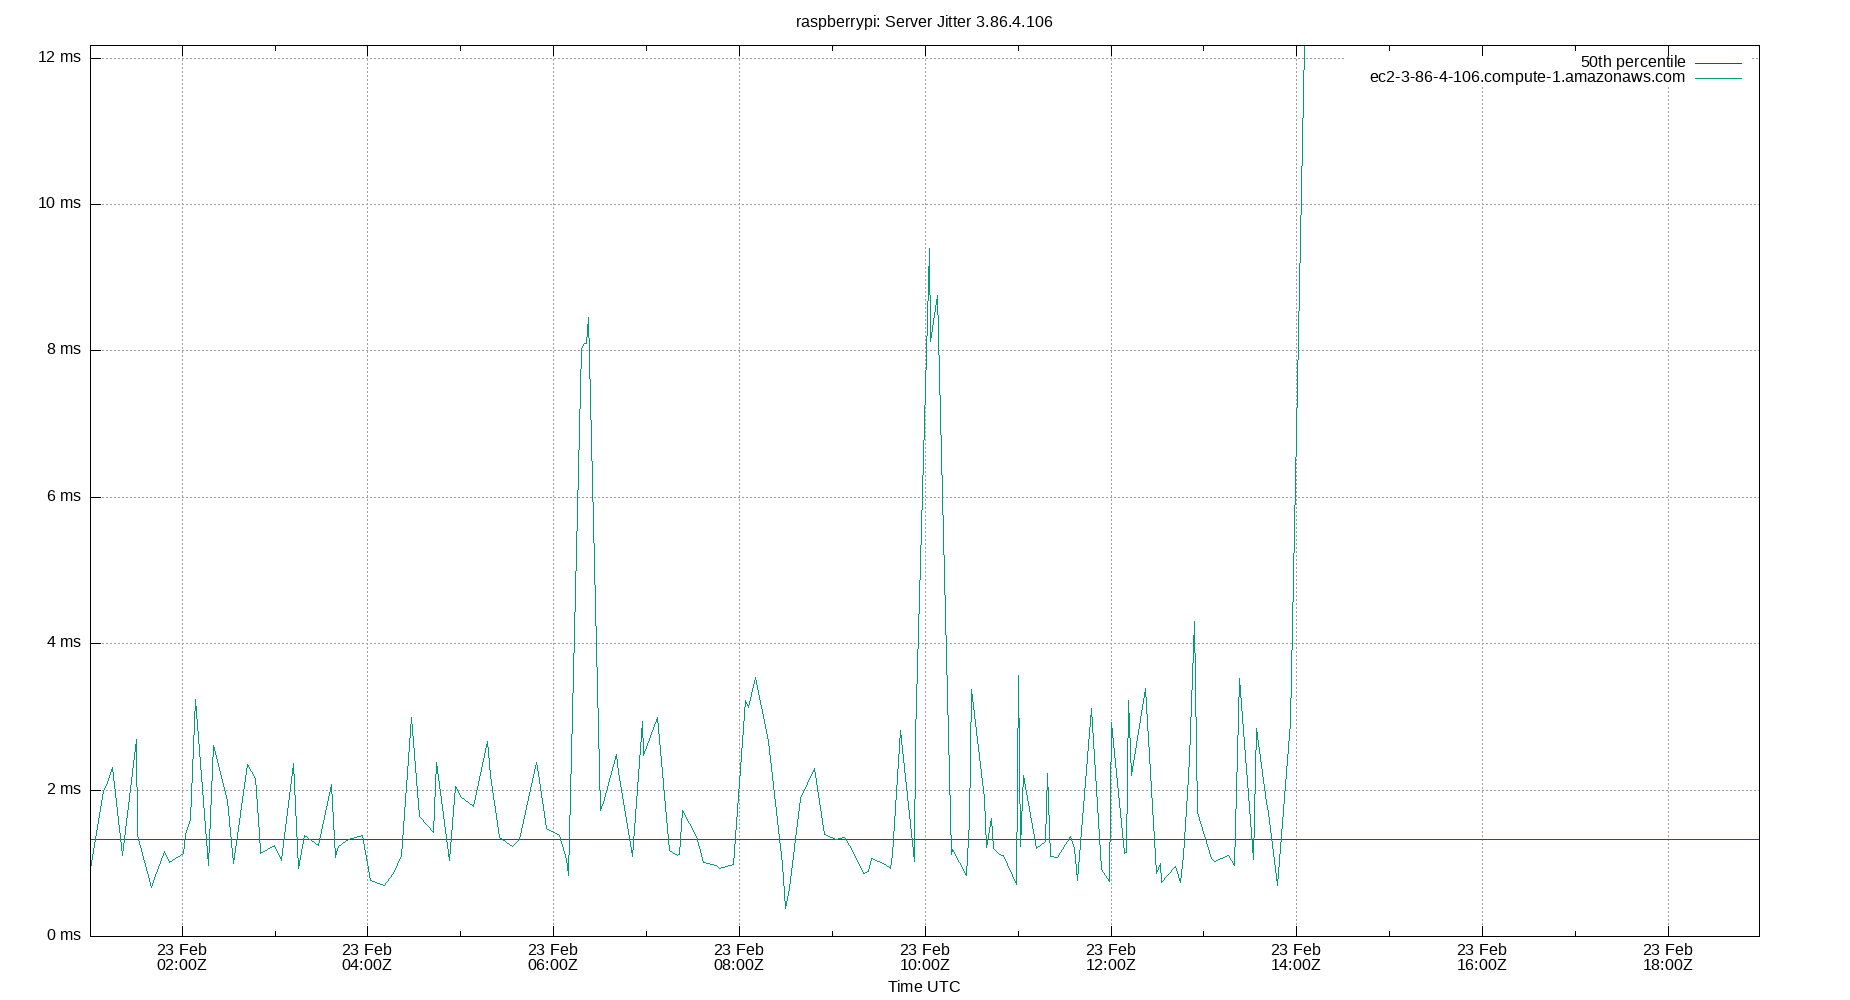 raspberrypi: Server Jitter 3.86.4.106
12 ms
10 ms
8 ms
6 ms
4 ms
2 ms
0 ms
50th percentile
ec2-3-86-4-106.compute-1.amazonaws.com
23 Feb
02:00Z
23 Feb
04:00Z
23 Feb
06:00Z
23 Feb
08:00Z
23 Feb
10:00Z
23 Feb
12:00Z
23 Feb
14:00Z
23 Feb
16:00Z
23 Feb
18:00Z
Time UTC